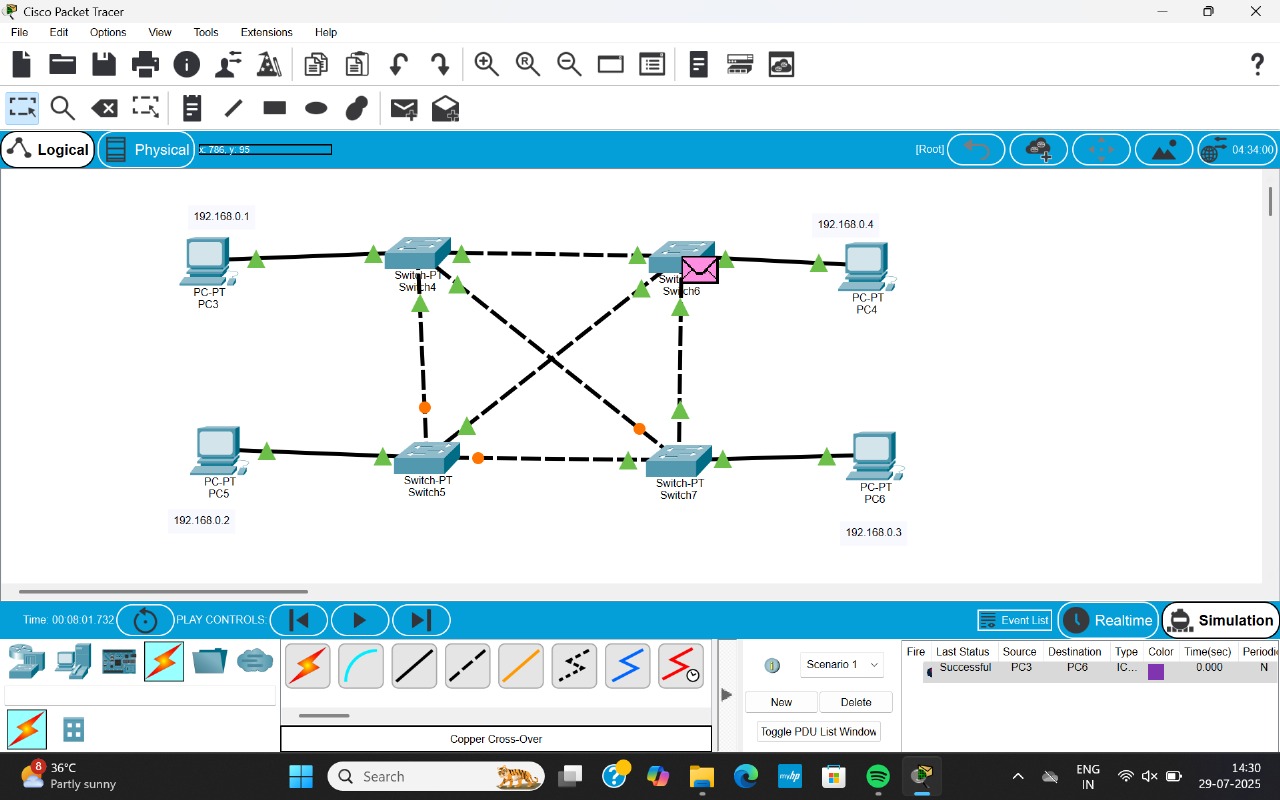 Cisco Packet Tracer
File Edit Options View Tools Extensions Help
Logical Physical x: 786, y: 95 [Root] 04:34:00
192.168.0.1
192.168.0.4
PC-PT
PC3
Switch-PT
Switch4
Switch6
PC-PT
PC4
PC-PT
PC5
Switch-PT
Switch5
Switch-PT
Switch7
PC-PT
PC6
192.168.0.2
192.168.0.3
Time: 00:08:01.732 PLAY CONTROLS: Event List Realtime Simulation
Scenario 1
New Delete
Toggle PDU List Window
Fire Last Status Source Destination Type Color Time(sec) Periodic
Successful PC3 PC6 IC... 0.000 N
Copper Cross-Over
8 36°C
Partly sunny
Search
myhp
ENG
IN
14:30
29-07-2025